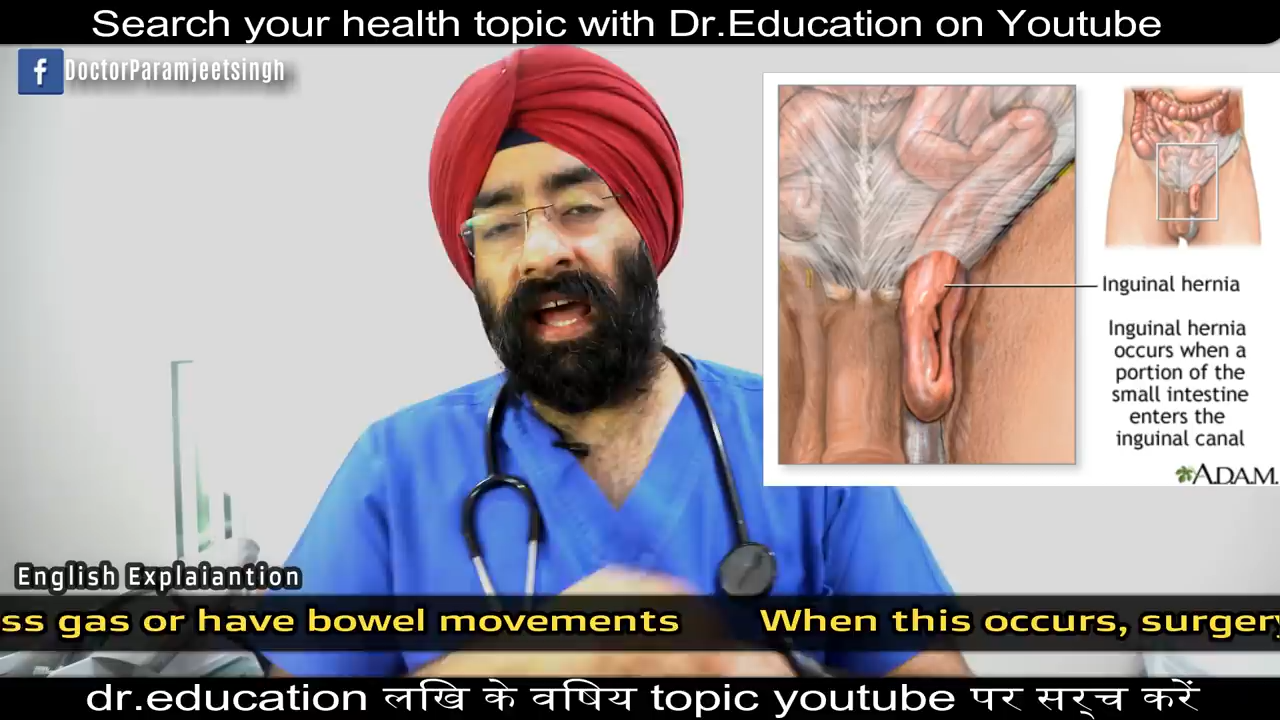 Search your health topic with Dr.Education on Youtube
f DoctorParamjeetsingh
Inguinal hernia
Inguinal hernia
occurs when a
portion of the
small intestine
enters the
inguinal canal
ADAM.
English Explaiantion
ss gas or have bowel movements When this occurs, surgery
dr.education लखि के वषिय topic youtube पर सर्च करें